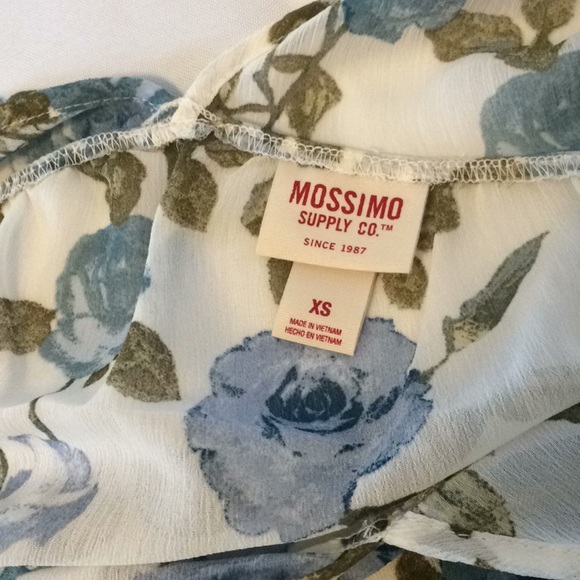 MOSSIMO
SUPPLY CO.™
SINCE 1987
XS
MADE IN VIETNAM
HECHO EN VIETNAM